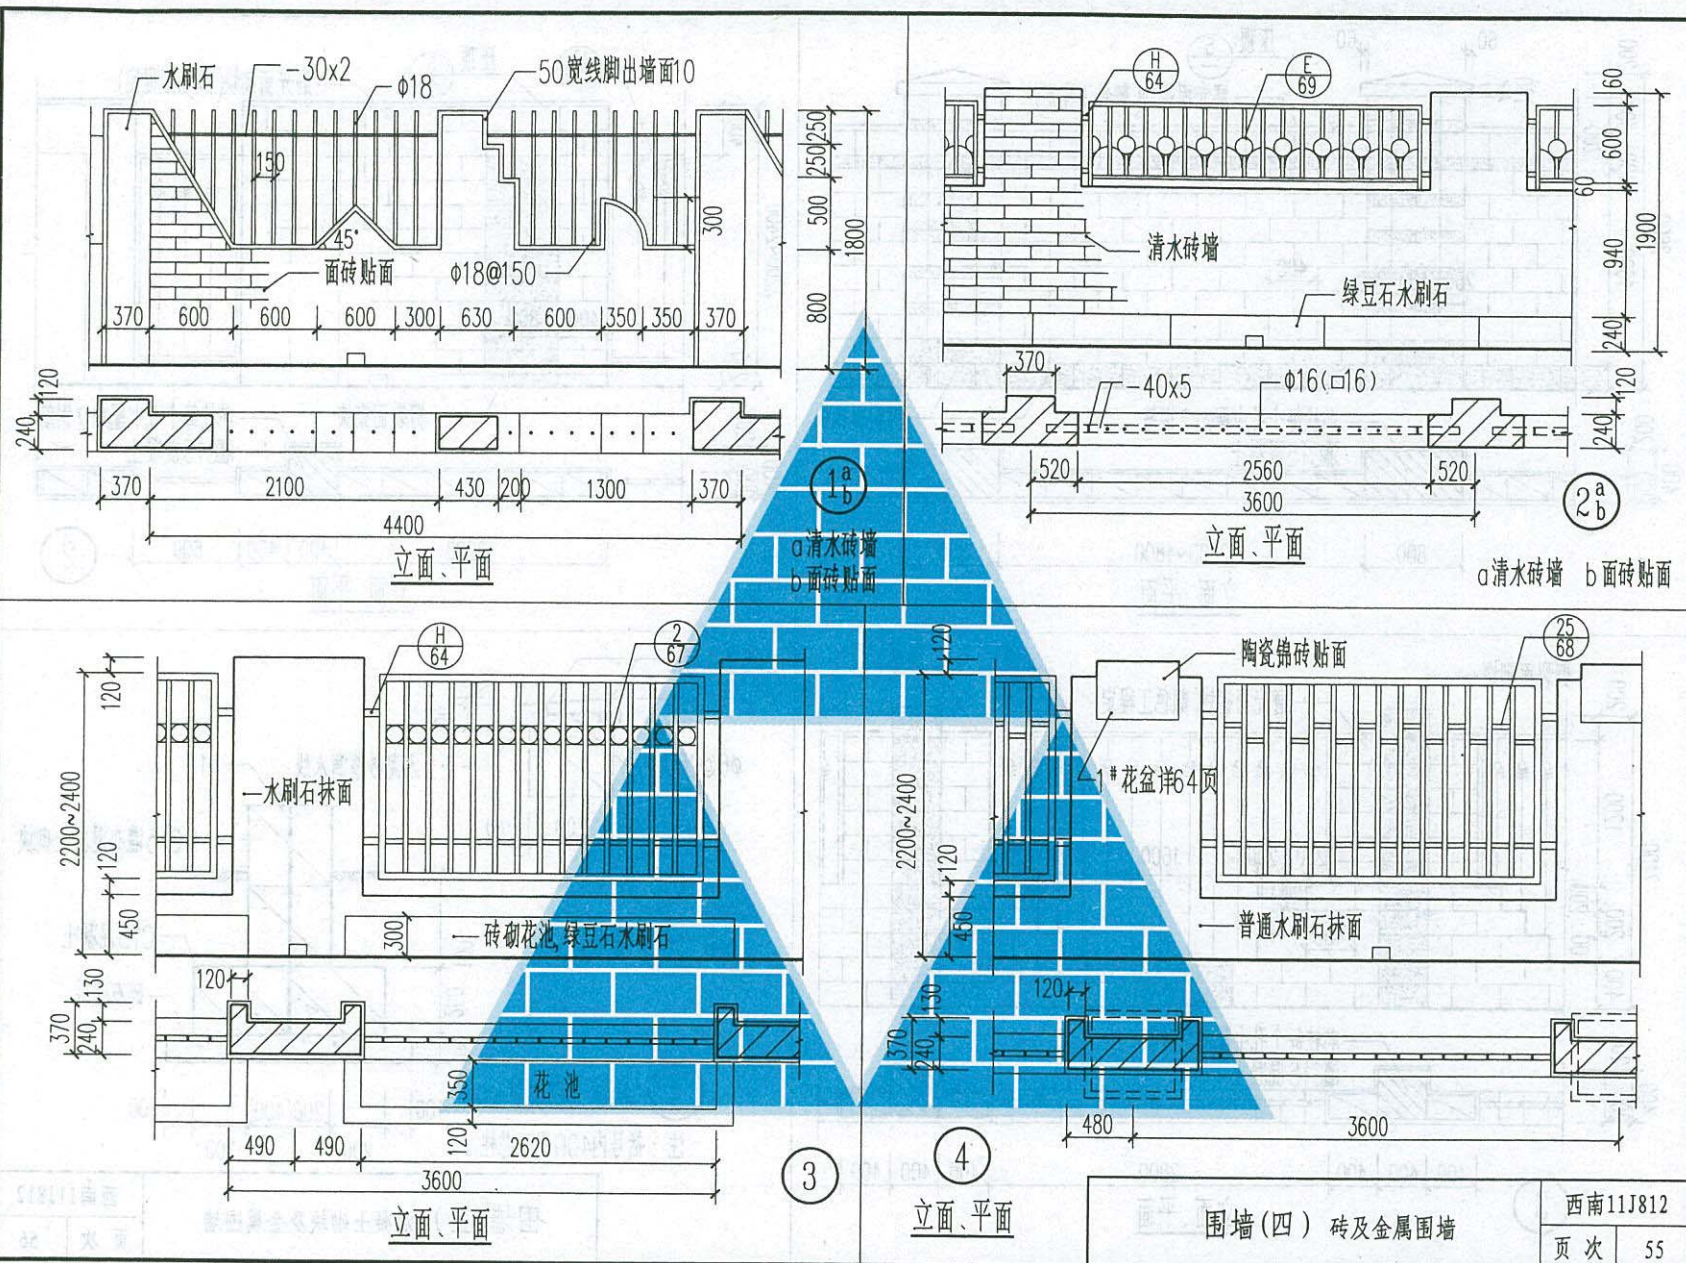 水刷石
-30x2
φ18
50宽线脚出墙面10
150
45°
面砖贴面
φ18@150
300
250
250
500
800
1800
370 600 600 600 300 630 600 350 350 370
120
240
370 2100 430 200 1300 370
4400
立面、平面
1 a b
a清水砖墙
b面砖贴面
H 64
E 69
清水砖墙
绿豆石水刷石
60
600
60
940
240
1900
370
-40x5
φ16(□16)
120
240
520 2560 520
3600
立面、平面
2 a b
a清水砖墙 b面砖贴面
H 64
2 67
120
2200~2400
120
450
水刷石抹面
300
砖砌花池,绿豆石水刷石
120
130
370
240
350
花池
120
490 490 2620
3600
立面、平面
3
120
陶瓷锦砖贴面
25 68
1#花盆详64页
2200~2400
120
450
普通水刷石抹面
120
130
370
240
480 3600
4
立面、平面
围墙(四) 砖及金属围墙
西南11J812
页次 55